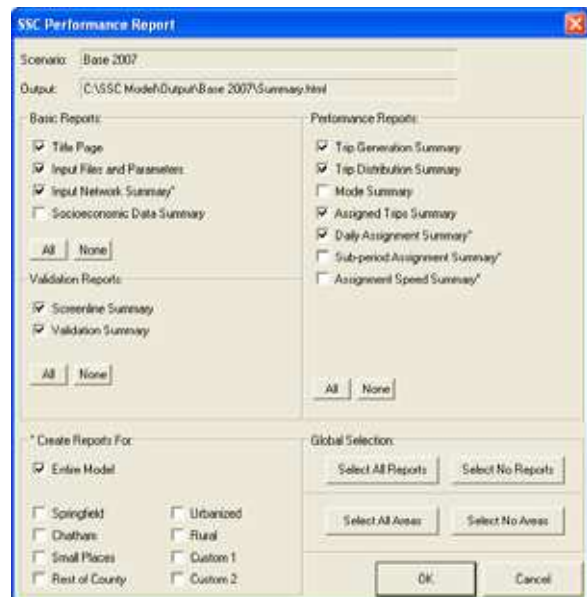 SSC Performance Report
Scenario: Base 2007
Output: C:\SSC Model\Output\Base 2007\Summary.html
Basic Reports:
Title Page
Input Files and Parameters
Input Network Summary*
Socioeconomic Data Summary
All None
Validation Reports
Screenline Summary
Validation Summary
All None
Performance Reports:
Trip Generation Summary
Trip Distribution Summary
Mode Summary
Assigned Trips Summary
Daily Assignment Summary*
Sub-period Assignment Summary*
Assignment Speed Summary*
All None
* Create Reports For:
Entire Model
Springfield Urbanized
Chatham Rural
Small Places Custom 1
Rest of County Custom 2
Global Selection:
Select All Reports Select No Reports
Select All Areas Select No Areas
OK Cancel